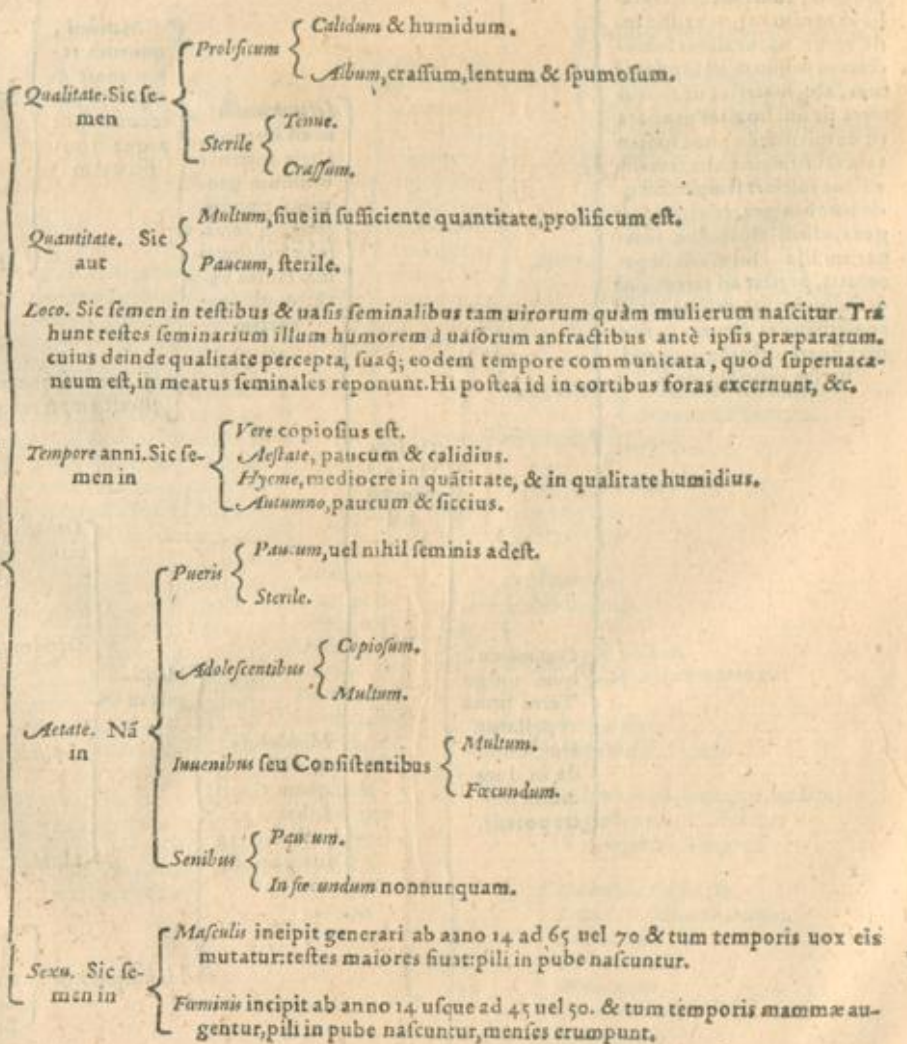 Calidum & humidum.
Prolificum
Album, craſſum, lentum & ſpumoſum.
Qualitate. Sic ſe-
men
Tenue.
Sterile
Craſſum.
Multum, ſiue in ſufficiente quantitate, prolificum eſt.
Quantitate. Sic
aut
Paucum, ſterile.
Loco. Sic ſemen in teſtibus & uaſis ſeminalibus tam uirorum quàm mulierum naſcitur. Trá
hunt teſtes ſeminarium illum humorem à uaſorum anfractibus antè ipſis præparatum.
cuius deinde qualitate percepta, ſuaq; eodem tempore communicata, quod ſuperuaca-
neum eſt, in meatus ſeminales reponunt. Hi poſtea id in cortibus foras excernunt, &c.
Vere copioſius eſt.
Aeſtate, paucum & calidius.
Tempore anni. Sic ſe-
men in
Hyeme, mediocre in quãtitate, & in qualitate humidius.
Autumno, paucum & ſiccius.
Paucum, uel nihil ſeminis adeſt.
Pueris
Sterile.
Copioſum.
Adoleſcentibus
Multum.
Aetate. Nã
in
Multum.
Iuuenibus ſeu Conſiſtentibus
Fœcundum.
Paucum.
Senibus
Infœcundum nonnunquam.
Maſculis incipit generari ab anno 14 ad 65 uel 70 & tum temporis uox eis
mutatur: teſtes maiores fiunt: pili in pube naſcuntur.
Sexu. Sic ſe-
men in
Fœminis incipit ab anno 14 uſque ad 45 uel 50. & tum temporis mammæ au-
gentur, pili in pube naſcuntur, menſes erumpunt.